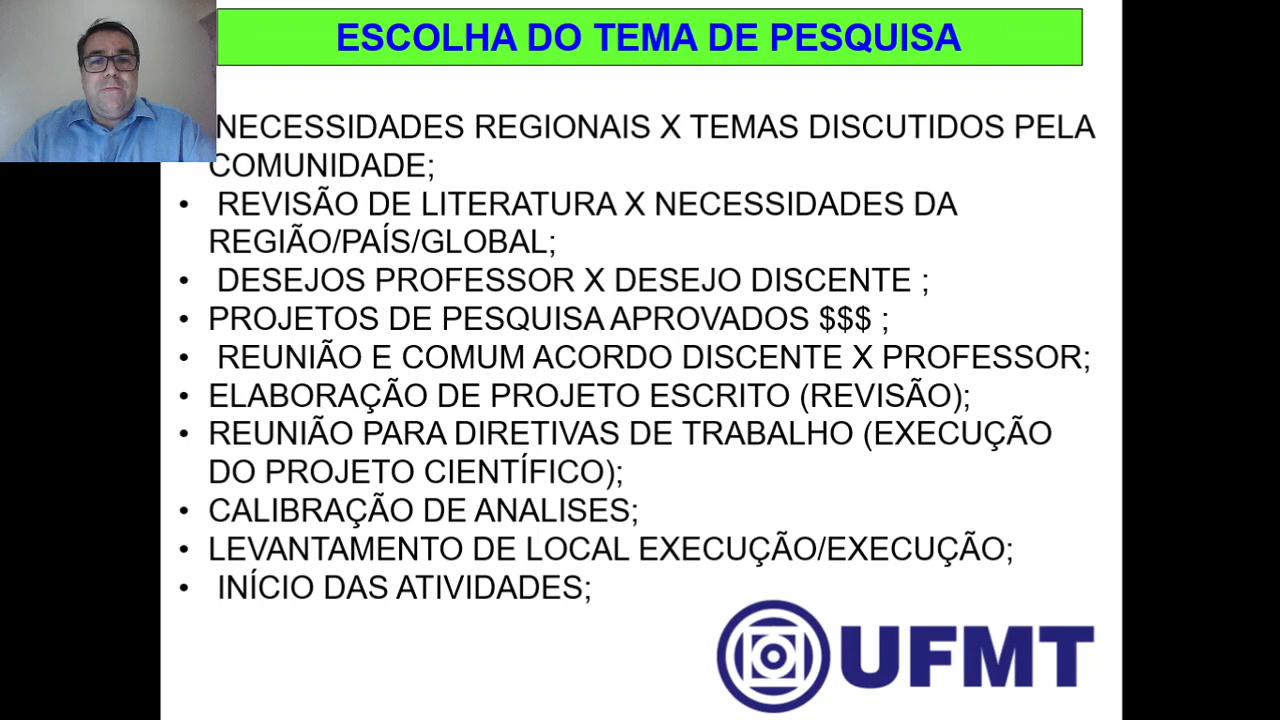 ESCOLHA DO TEMA DE PESQUISA
NECESSIDADES REGIONAIS X TEMAS DISCUTIDOS PELA
COMUNIDADE;
• REVISÃO DE LITERATURA X NECESSIDADES DA
REGIÃO/PAÍS/GLOBAL;
• DESEJOS PROFESSOR X DESEJO DISCENTE ;
• PROJETOS DE PESQUISA APROVADOS $$$ ;
• REUNIÃO E COMUM ACORDO DISCENTE X PROFESSOR;
• ELABORAÇÃO DE PROJETO ESCRITO (REVISÃO);
• REUNIÃO PARA DIRETIVAS DE TRABALHO (EXECUÇÃO
DO PROJETO CIENTÍFICO);
• CALIBRAÇÃO DE ANALISES;
• LEVANTAMENTO DE LOCAL EXECUÇÃO/EXECUÇÃO;
• INÍCIO DAS ATIVIDADES;
UFMT